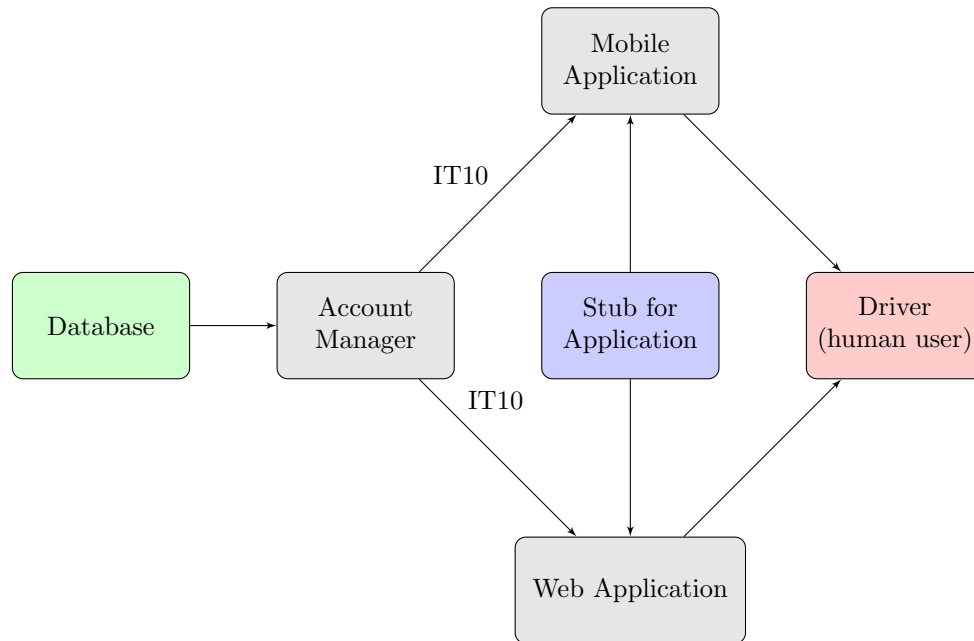 Mobile
Application
IT10
Database
Account
Manager
Stub for
Application
Driver
(human user)
IT10
Web Application